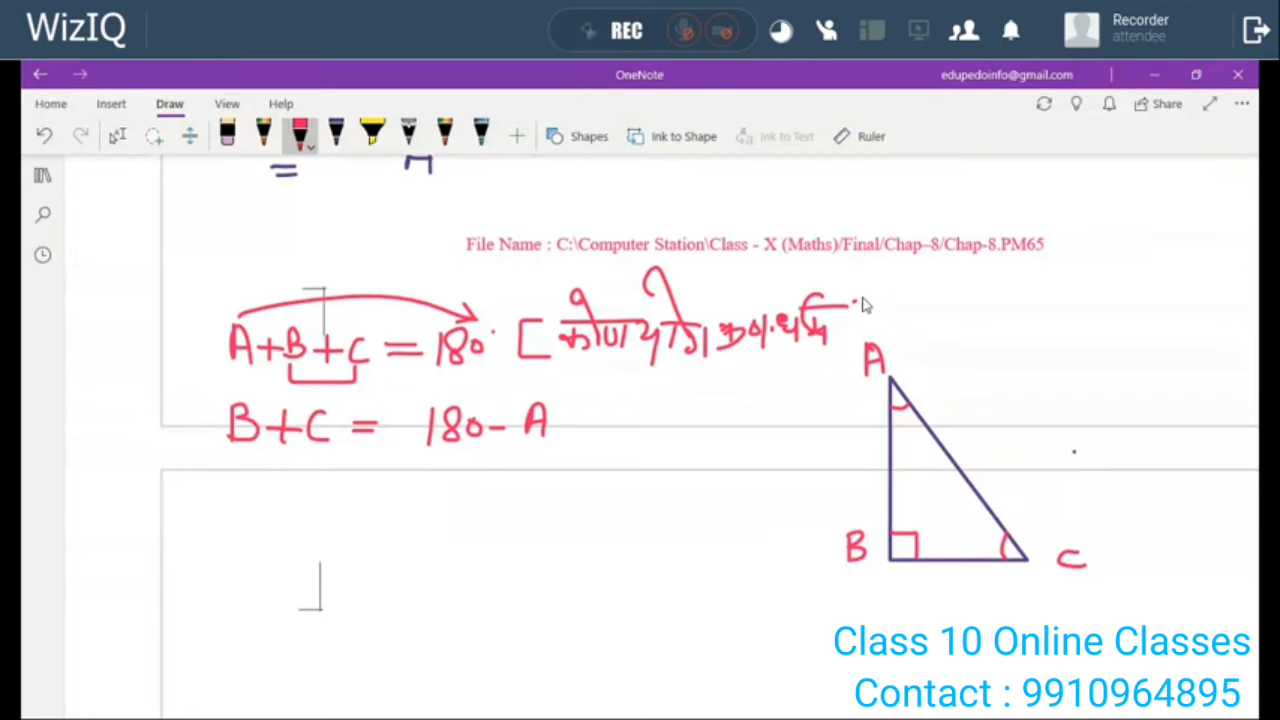 WizIQ
REC
Recorder
attendee
OneNote
edupedoinfo@gmail.com
Home Insert Draw View Help
Share
Shapes Ink to Shape Ink to Text Ruler
File Name : C:\Computer Station\Class - X (Maths)/Final/Chap–8/Chap-8.PM65
A+B+C = 180° [
B+C = 180- A
A
B
C
Class 10 Online Classes
Contact : 9910964895